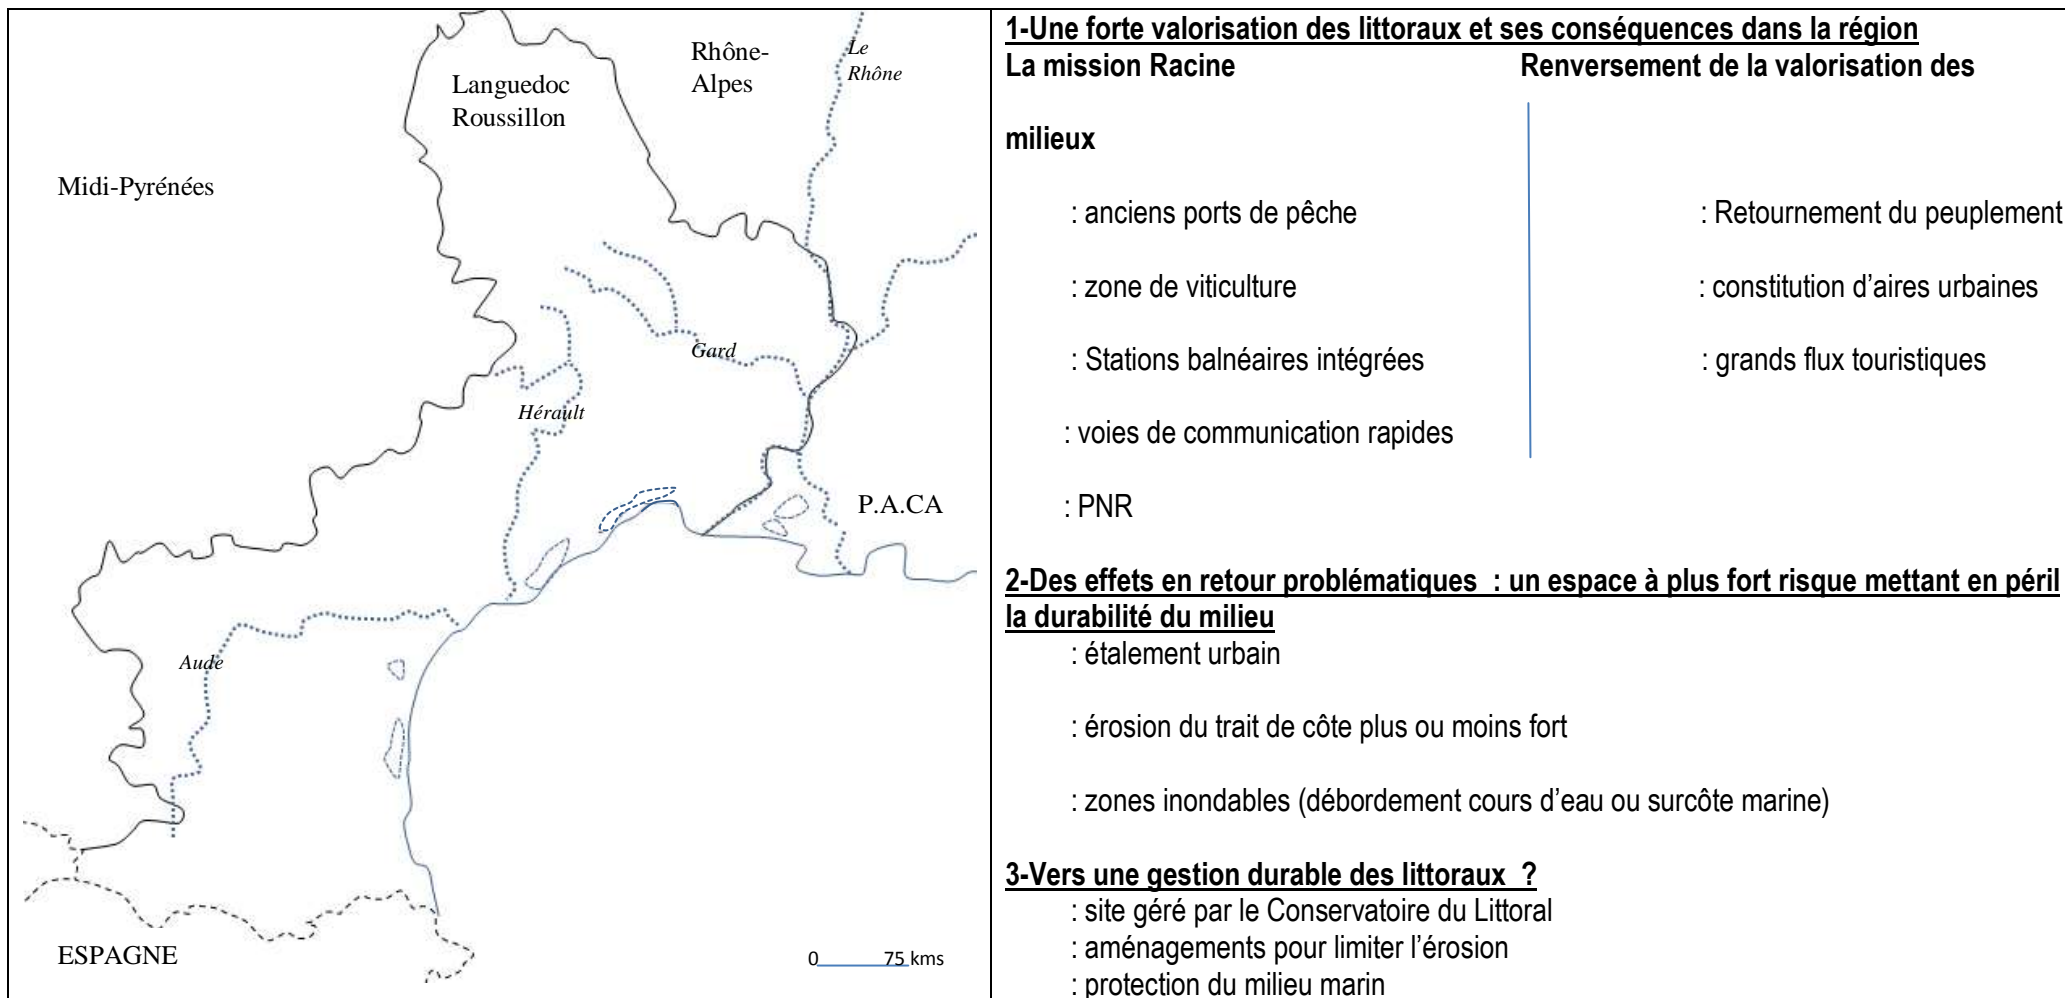 Rhône-
Alpes
Le
Rhône
Languedoc
Roussillon
Midi-Pyrénées
Gard
Hérault
P.A.CA
Aude
ESPAGNE
0 75 kms
1-Une forte valorisation des littoraux et ses conséquences dans la région
La mission Racine Renversement de la valorisation des
milieux
: anciens ports de pêche : Retournement du peuplement
: zone de viticulture : constitution d’aires urbaines
: Stations balnéaires intégrées : grands flux touristiques
: voies de communication rapides
: PNR
2-Des effets en retour problématiques : un espace à plus fort risque mettant en péril
la durabilité du milieu
: étalement urbain
: érosion du trait de côte plus ou moins fort
: zones inondables (débordement cours d’eau ou surcôte marine)
3-Vers une gestion durable des littoraux ?
: site géré par le Conservatoire du Littoral
: aménagements pour limiter l’érosion
: protection du milieu marin